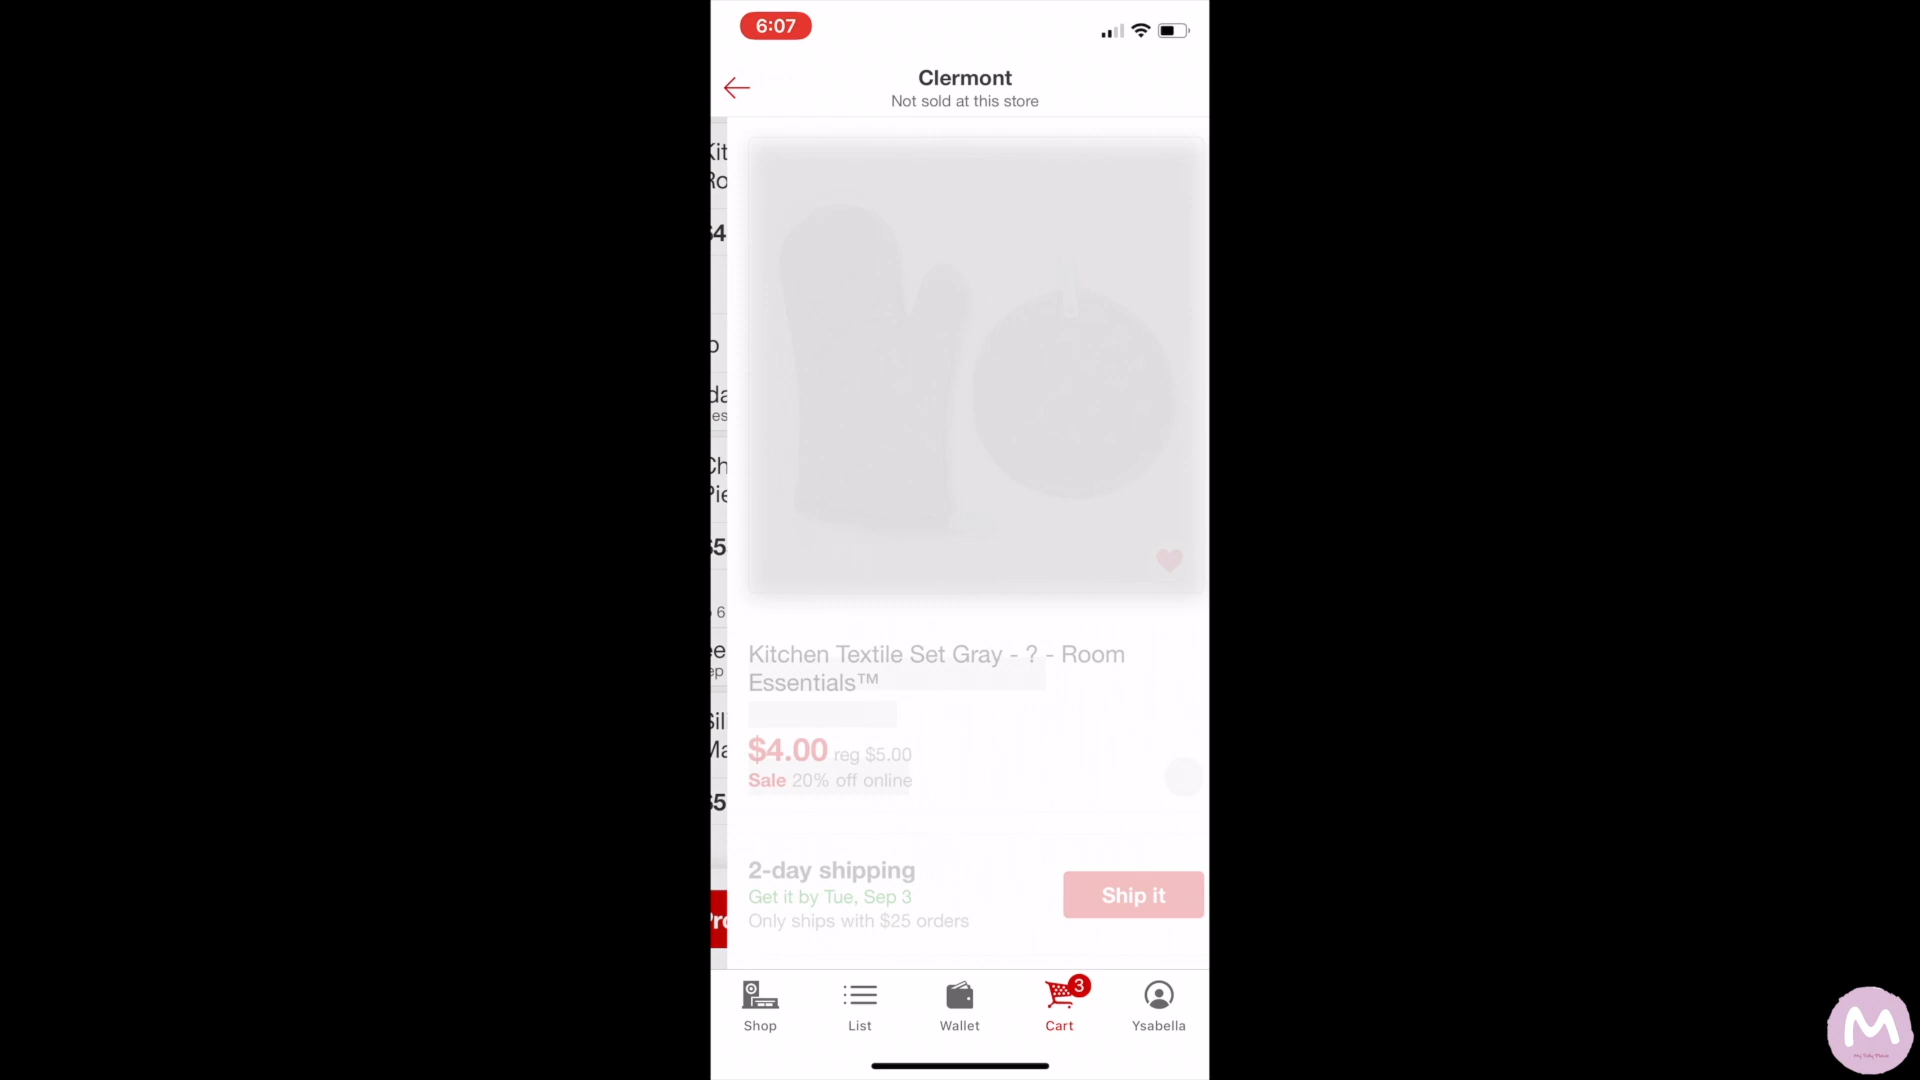 6:07
Clermont
Not sold at this store
Kitchen Textile Set Gray - ? - Room
Essentials™
$4.00 reg $5.00
Sale 20% off online
2-day shipping
Get it by Tue, Sep 3
Only ships with $25 orders
Ship it
3
Shop
List
Wallet
Cart
Ysabella
M